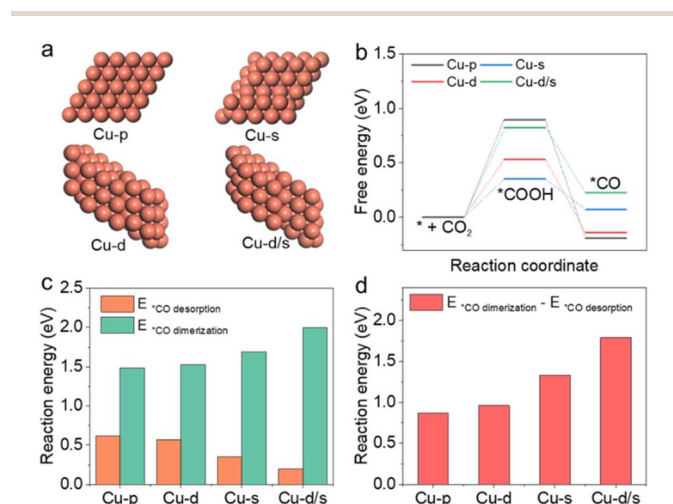 a
Cu-p
Cu-s
Cu-d
Cu-d/s
b
Free energy (eV)
1.5
1.0
0.5
0.0
Cu-p
Cu-s
Cu-d
Cu-d/s
* + CO₂
*COOH
*CO
Reaction coordinate
c
Reaction energy (eV)
2.5
2.0
1.5
1.0
0.5
0.0
E *CO desorption
E *CO dimerization
Cu-p Cu-d Cu-s Cu-d/s
d
Reaction energy (eV)
2.0
1.5
1.0
0.5
0.0
E *CO dimerization - E *CO desorption
Cu-p Cu-d Cu-s Cu-d/s